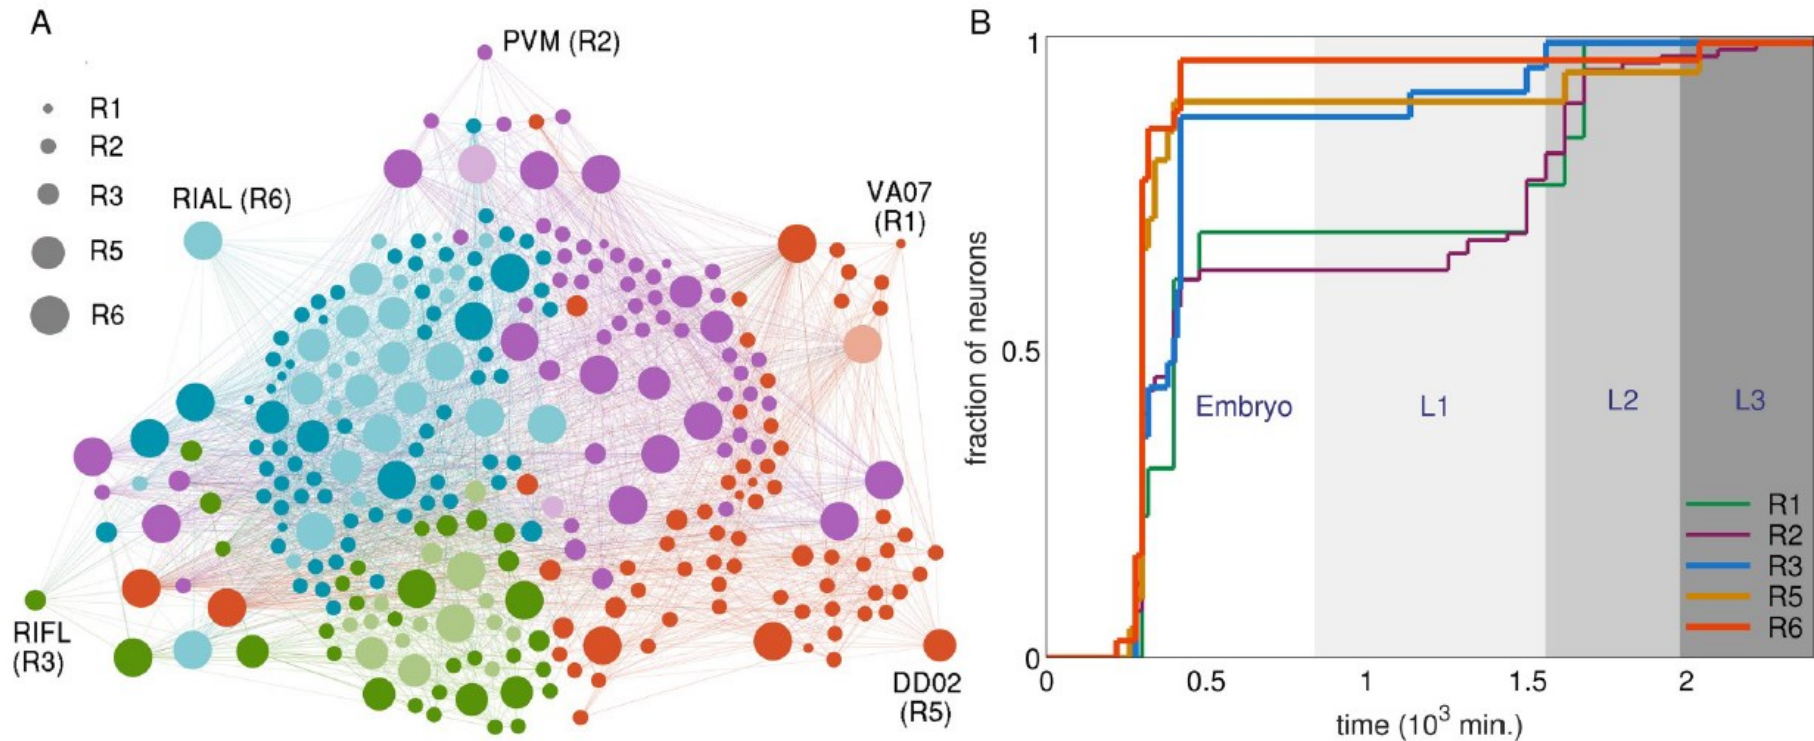 A
PVM (R2)
R1
R2
R3
R5
R6
RIAL (R6)
VA07
(R1)
RIFL
(R3)
DD02
(R5)
B
fraction of neurons
1
0.5
0
Embryo
L1
L2
L3
R1
R2
R3
R5
R6
0
0.5
1
1.5
2
time (10³ min.)